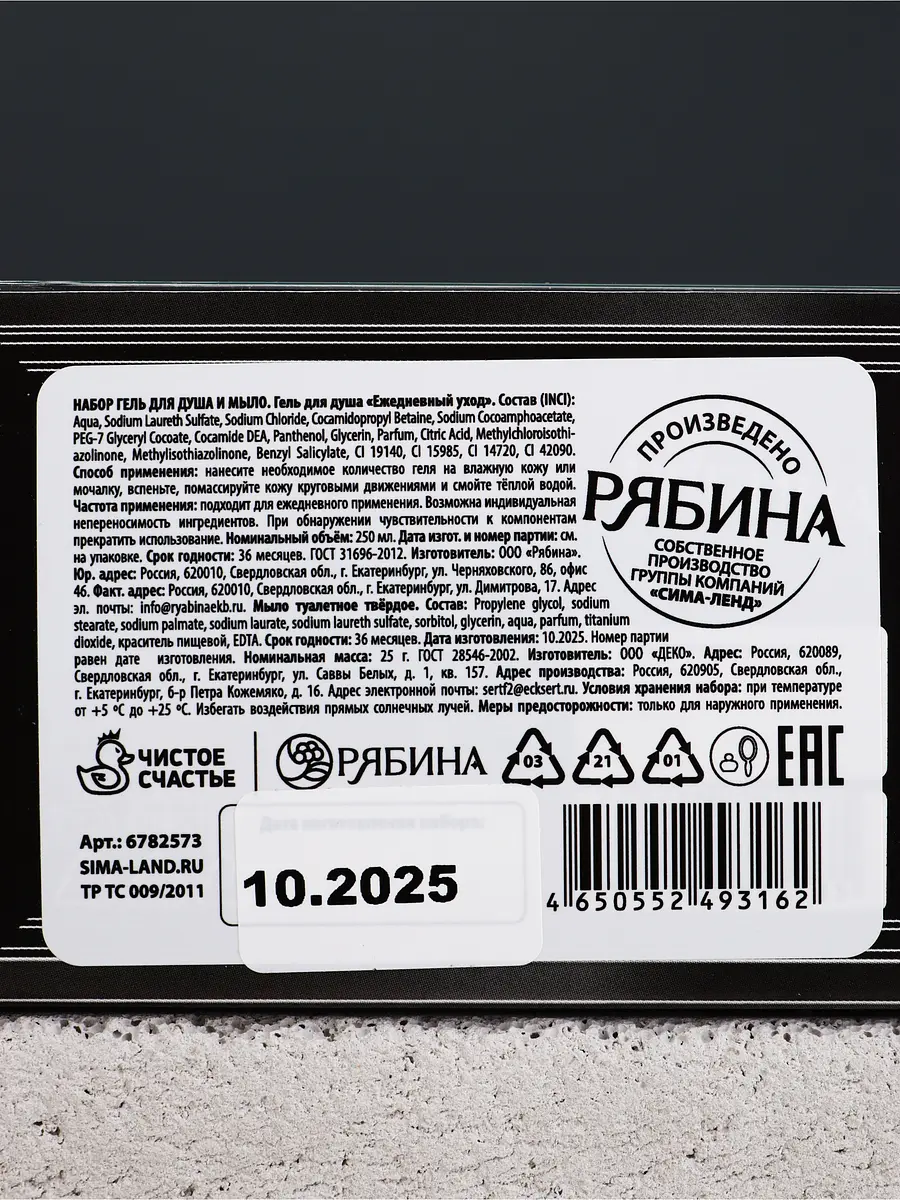 НАБОР ГЕЛЬ ДЛЯ ДУША И МЫЛО. Гель для душа «Ежедневный уход». Состав (INCI):
Aqua, Sodium Laureth Sulfate, Sodium Chloride, Cocamidopropyl Betaine, Sodium Cocoamphoacetate,
PEG-7 Glyceryl Cocoate, Cocamide DEA, Panthenol, Glycerin, Parfum, Citric Acid, Methylchloroisothi-
azolinone, Methylisothiazolinone, Benzyl Salicylate, CI 19140, CI 15985, CI 14720, CI 42090.
Способ применения: нанесите необходимое количество геля на влажную кожу или
мочалку, вспеньте, помассируйте кожу круговыми движениями и смойте тёплой водой.
Частота применения: подходит для ежедневного применения. Возможна индивидуальная
непереносимость ингредиентов. При обнаружении чувствительности к компонентам
прекратить использование. Номинальный объём: 250 мл. Дата изгот. и номер партии: см.
на упаковке. Срок годности: 36 месяцев. ГОСТ 31696-2012. Изготовитель: ООО «Рябина».
Юр. адрес: Россия, 620010, Свердловская обл., г. Екатеринбург, ул. Черняховского, 86, офис
46. Факт. адрес: Россия, 620010, Свердловская обл., г. Екатеринбург, ул. Димитрова, 17. Адрес
эл. почты: info@ryabinaekb.ru. Мыло туалетное твёрдое. Состав: Propylene glycol, sodium
stearate, sodium palmate, sodium laurate, sodium laureth sulfate, sorbitol, glycerin, aqua, parfum, titanium
dioxide, краситель пищевой, EDTA. Срок годности: 36 месяцев. Дата изготовления: 10.2025. Номер партии
равен дате изготовления. Номинальная масса: 25 г. ГОСТ 28546-2002. Изготовитель: ООО «ДЕКО». Адрес: Россия, 620089,
Свердловская обл., г. Екатеринбург, ул. Саввы Белых, д. 1, кв. 157. Адрес производства: Россия, 620905, Свердловская обл.,
г. Екатеринбург, б-р Петра Кожемяко, д. 16. Адрес электронной почты: sertf2@ecksert.ru. Условия хранения набора: при температуре
от +5 ºС до +25 ºС. Избегать воздействия прямых солнечных лучей. Меры предосторожности: только для наружного применения.
ПРОИЗВЕДЕНО
РЯБИНА
СОБСТВЕННОЕ
ПРОИЗВОДСТВО
ГРУППЫ КОМПАНИЙ
«СИМА-ЛЕНД»
ЧИСТОЕ
СЧАСТЬЕ
РЯБИНА
03
21
01
EAC
Арт.: 6782573
SIMA-LAND.RU
ТР ТС 009/2011
Дата изготовления набора:
10.2025
4 650552 493162